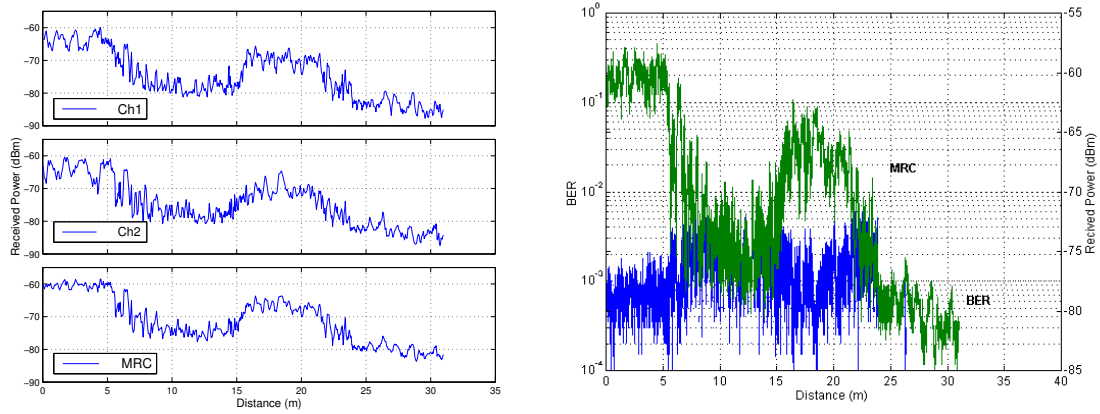 −60
−70
−80
−90
Ch1
−60
−70
−80
−90
Ch2
Received Power (dBm)
−60
−70
−80
−90
MRC
0 5 10 15 20 25 30 35
Distance (m)
10^0
10^-1
10^-2
10^-3
10^-4
BER
MRC
BER
0 5 10 15 20 25 30 35 40
Distance (m)
-55
-60
-65
-70
-75
-80
-85
Recived Power (dBm)